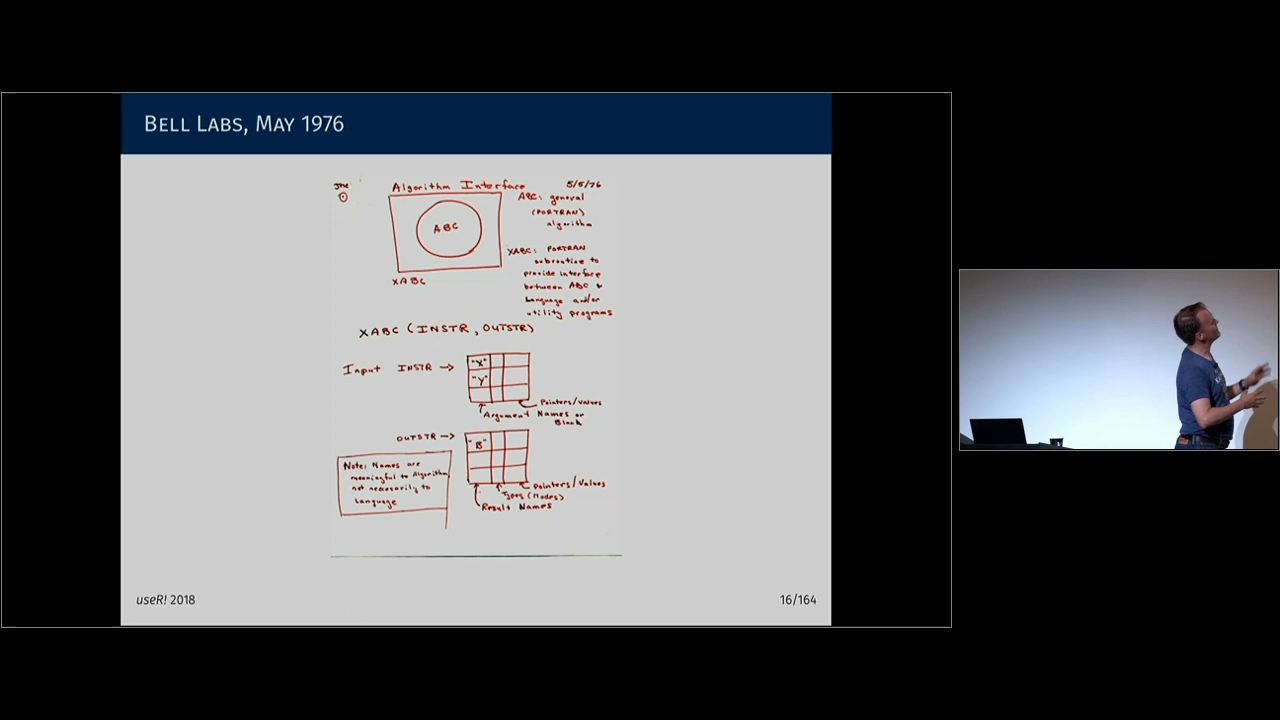 BELL LABS, MAY 1976
JMC
1
Algorithm Interface
5/5/76
ABC
XABC
ABC: general
(FORTRAN)
algorithm
XABC: FORTRAN
subroutine to
provide interface
between ABC &
Language and/or
utility programs
XABC (INSTR, OUTSTR)
Input INSTR →
"X"
"Y"
Pointers/Values
Argument Names or
Blank
OUTSTR →
"B"
Pointers/Values
Types (Modes)
Result Names
Note: Names are
meaningful to Algorithm
not necessarily to
Language
useR! 2018
16/164